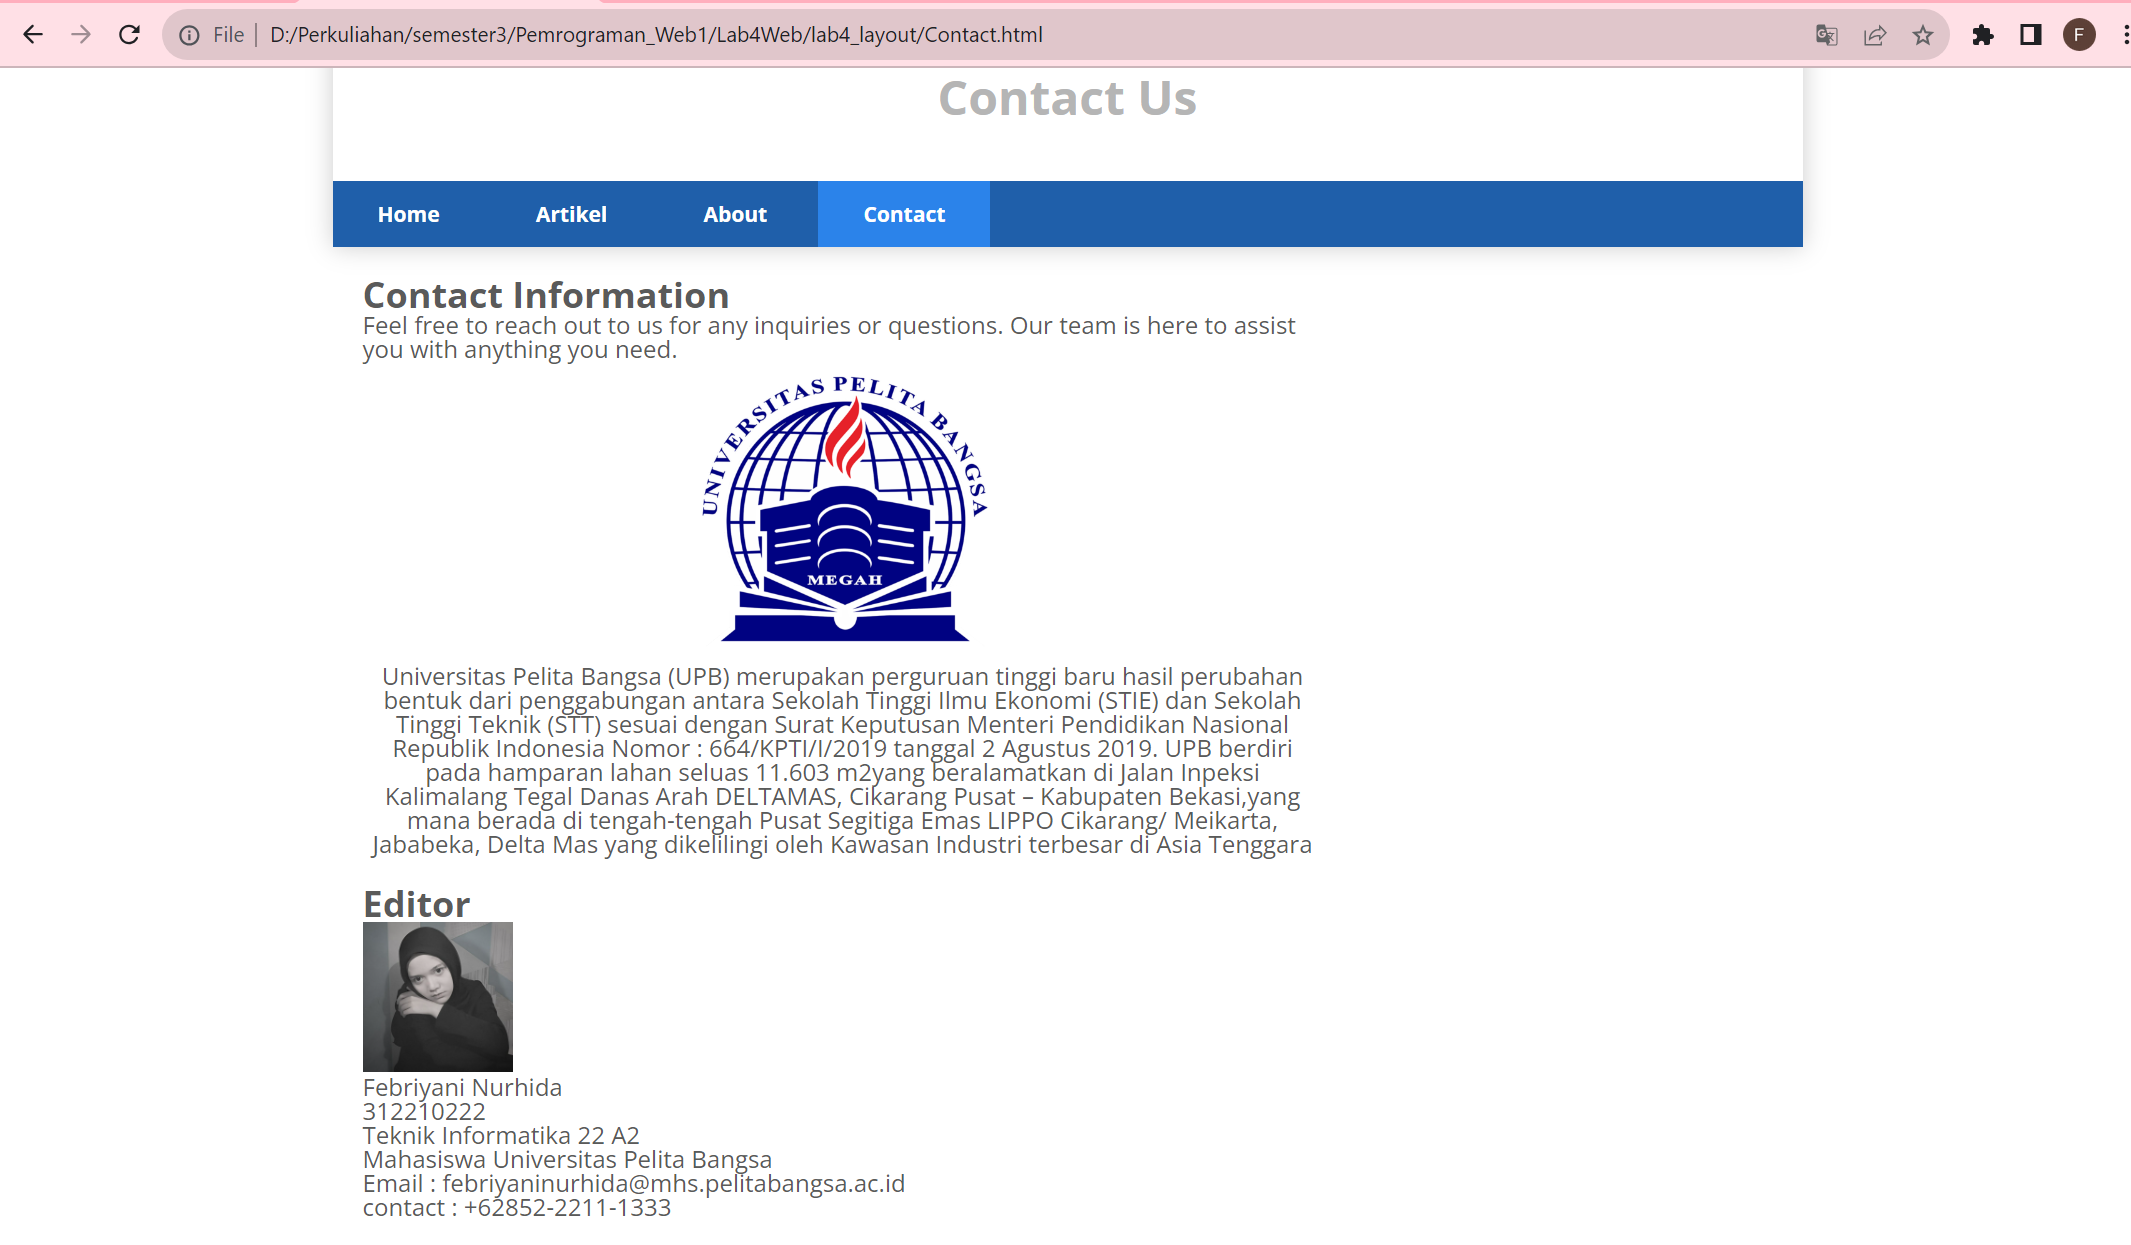 File
D:/Perkuliahan/semester3/Pemrograman_Web1/Lab4Web/lab4_layout/Contact.html
F
Contact Us
Home Artikel About Contact
Contact Information
Feel free to reach out to us for any inquiries or questions. Our team is here to assist
you with anything you need.
UNIVERSITAS PELITA BANGSA
MEGAH
Universitas Pelita Bangsa (UPB) merupakan perguruan tinggi baru hasil perubahan
bentuk dari penggabungan antara Sekolah Tinggi Ilmu Ekonomi (STIE) dan Sekolah
Tinggi Teknik (STT) sesuai dengan Surat Keputusan Menteri Pendidikan Nasional
Republik Indonesia Nomor : 664/KPTI/I/2019 tanggal 2 Agustus 2019. UPB berdiri
pada hamparan lahan seluas 11.603 m2yang beralamatkan di Jalan Inpeksi
Kalimalang Tegal Danas Arah DELTAMAS, Cikarang Pusat – Kabupaten Bekasi,yang
mana berada di tengah-tengah Pusat Segitiga Emas LIPPO Cikarang/ Meikarta,
Jababeka, Delta Mas yang dikelilingi oleh Kawasan Industri terbesar di Asia Tenggara
Editor
Febriyani Nurhida
312210222
Teknik Informatika 22 A2
Mahasiswa Universitas Pelita Bangsa
Email : febriyaninurhida@mhs.pelitabangsa.ac.id
contact : +62852-2211-1333